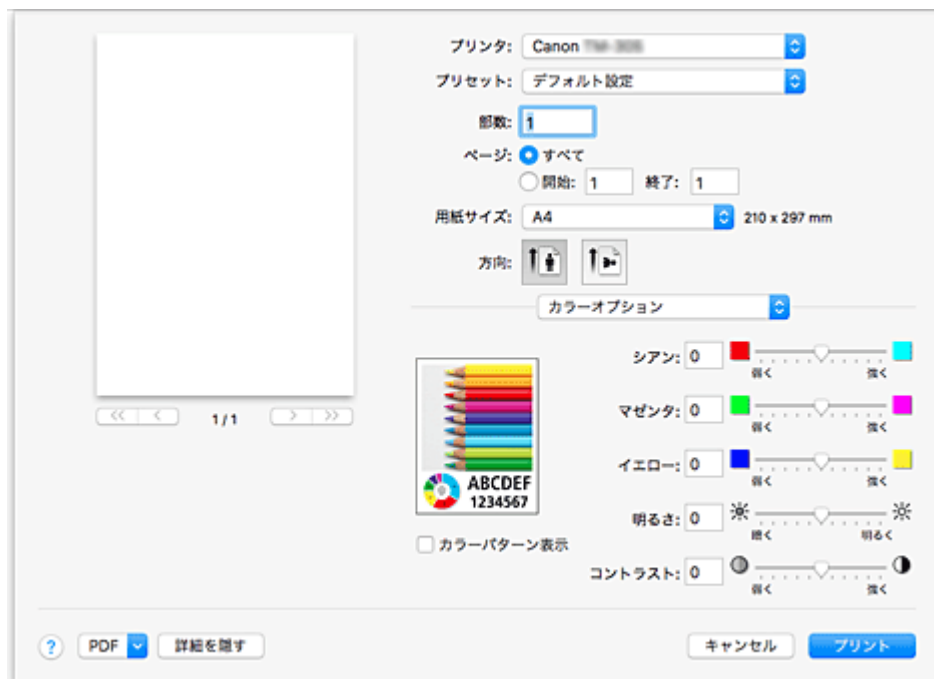 プリンタ: Canon
プリセット: デフォルト設定
部数: 1
ページ: すべて
開始: 1 終了: 1
用紙サイズ: A4 210 x 297 mm
方向:
カラーオプション
1/1
ABCDEF
1234567
カラーパターン表示
シアン: 0
弱く 強く
マゼンタ: 0
弱く 強く
イエロー: 0
弱く 強く
明るさ: 0
暗く 明るく
コントラスト: 0
弱く 強く
? PDF 詳細を隠す キャンセル プリント